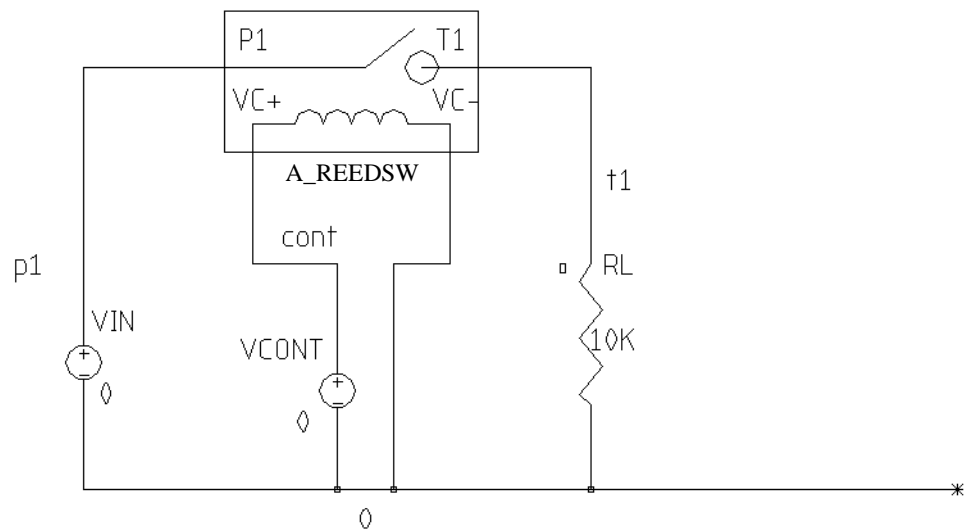 P1 T1
VC+ VC-
A_REEDSW
t1
cont
p1
RL
VIN
10K
VCONT
0
0
0